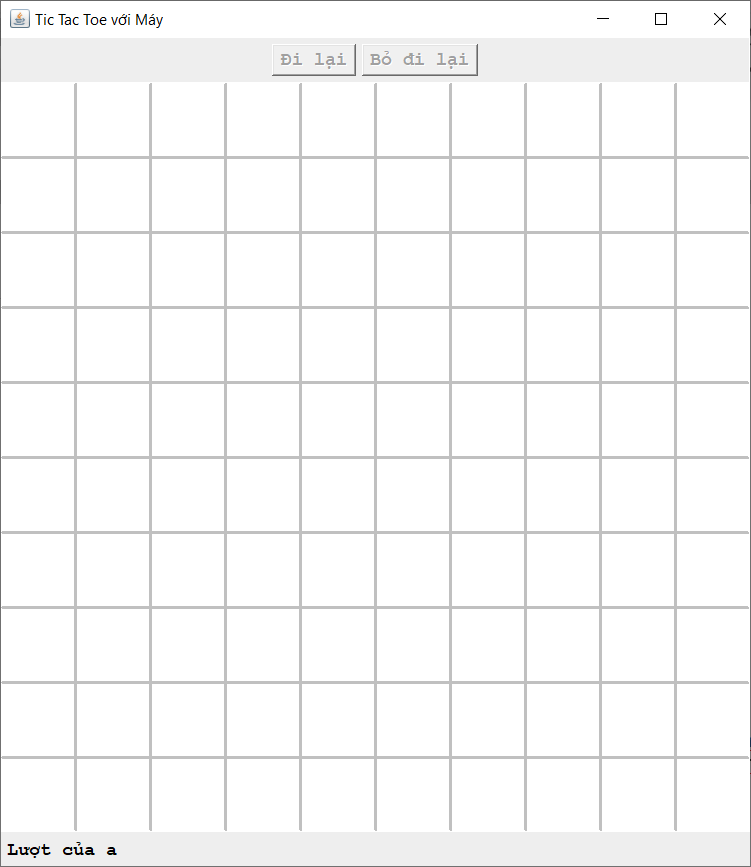 Tic Tac Toe với Máy
Đi lại Bỏ đi lại
Lượt của a